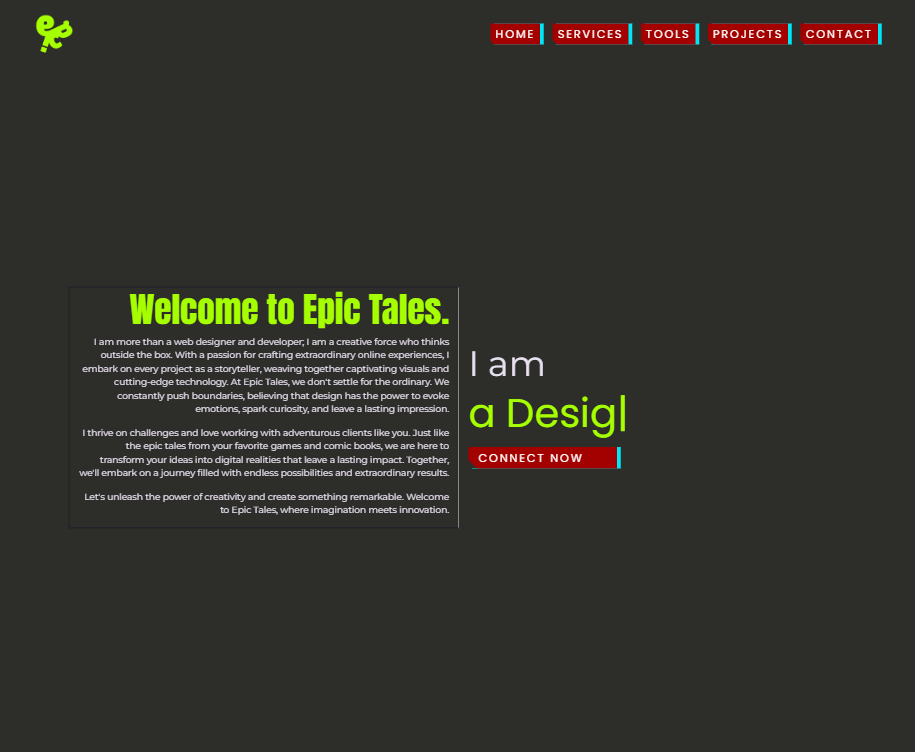 HOME SERVICES TOOLS PROJECTS CONTACT
Welcome to Epic Tales.
I am more than a web designer and developer; I am a creative force who thinks
outside the box. With a passion for crafting extraordinary online experiences, I
embark on every project as a storyteller, weaving together captivating visuals and
cutting-edge technology. At Epic Tales, we don't settle for the ordinary. We
constantly push boundaries, believing that design has the power to evoke
emotions, spark curiosity, and leave a lasting impression.
I thrive on challenges and love working with adventurous clients like you. Just like
the epic tales from your favorite games and comic books, we are here to
transform your ideas into digital realities that leave a lasting impact. Together,
we'll embark on a journey filled with endless possibilities and extraordinary results.
Let's unleash the power of creativity and create something remarkable. Welcome
to Epic Tales, where imagination meets innovation.
I am
a Desig
CONNECT NOW